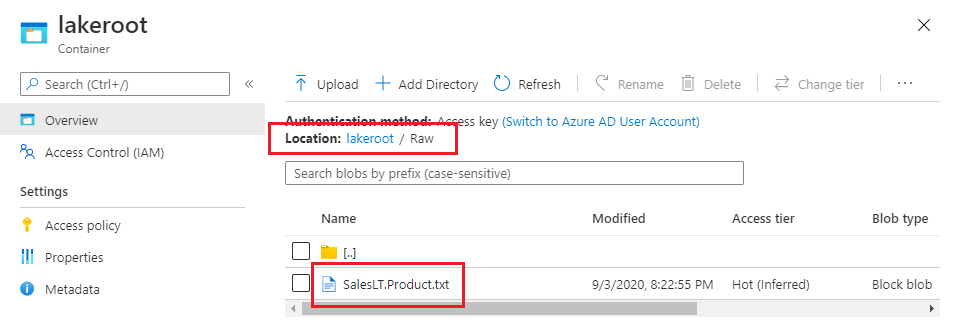 lakeroot
Container
Search (Ctrl+/)
Overview
Access Control (IAM)
Settings
Access policy
Properties
Metadata
Upload Add Directory Refresh Rename Delete Change tier ...
Authentication method: Access key (Switch to Azure AD User Account)
Location: lakeroot / Raw
Search blobs by prefix (case-sensitive)
Name Modified Access tier Blob type
[..]
SalesLT.Product.txt 9/3/2020, 8:22:55 PM Hot (Inferred) Block blob